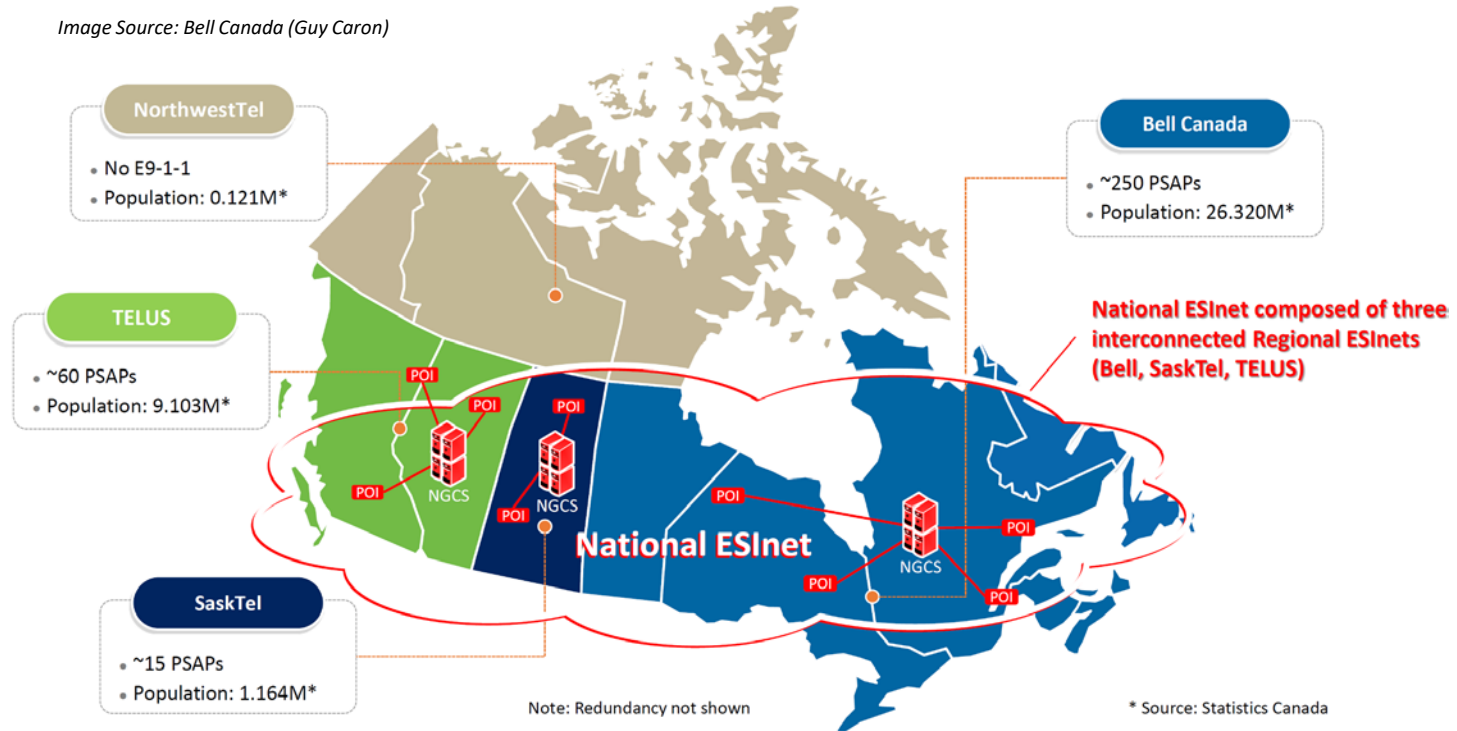 Image Source: Bell Canada (Guy Caron)
NorthwestTel
• No E9-1-1
• Population: 0.121M*
Bell Canada
• ~250 PSAPs
• Population: 26.320M*
TELUS
• ~60 PSAPs
• Population: 9.103M*
National ESInet composed of three
interconnected Regional ESInets
(Bell, SaskTel, TELUS)
POI
POI
POI
NGCS
POI
POI
NGCS
National ESInet
POI
POI
POI
POI
NGCS
SaskTel
• ~15 PSAPs
• Population: 1.164M*
Note: Redundancy not shown
* Source: Statistics Canada